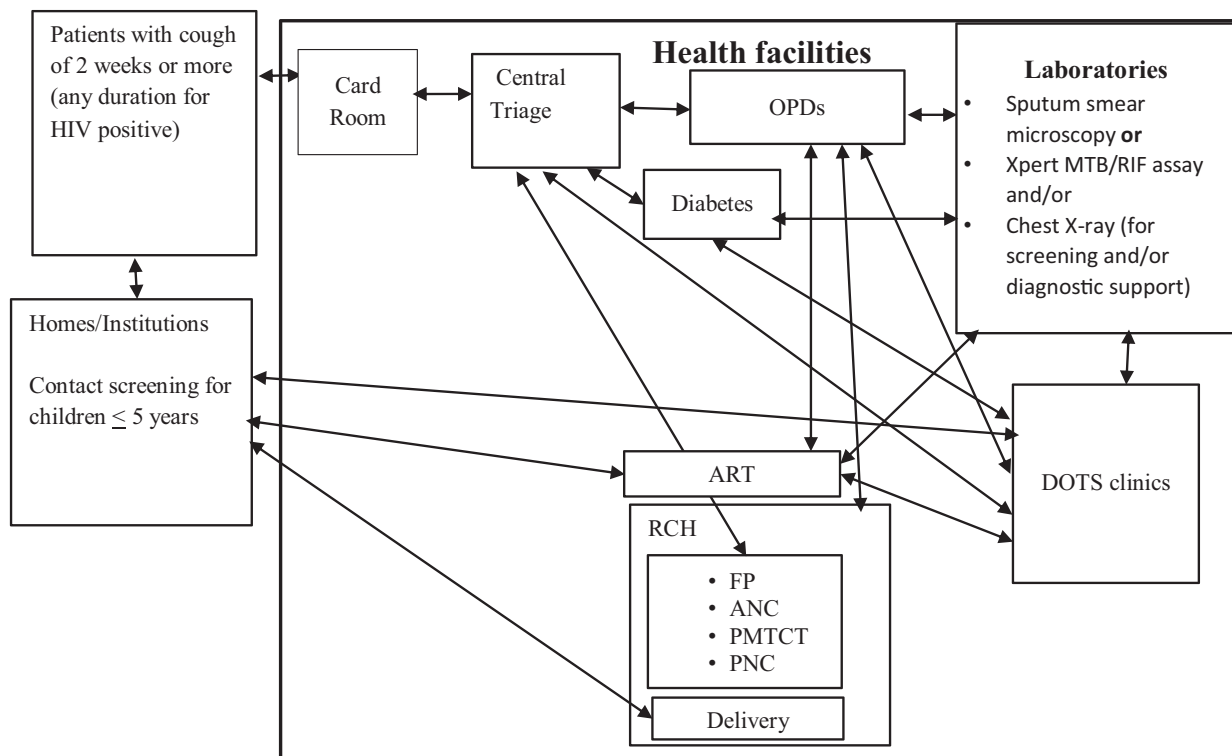 Patients with cough
of 2 weeks or more
(any duration for
HIV positive)
Card
Room
Central
Triage
Health facilities
OPDs
Diabetes
Laboratories
• Sputum smear
microscopy or
• Xpert MTB/RIF assay
and/or
• Chest X-ray (for
screening and/or
diagnostic support)
Homes/Institutions
Contact screening for
children ≤ 5 years
ART
DOTS clinics
RCH
• FP
• ANC
• PMTCT
• PNC
Delivery